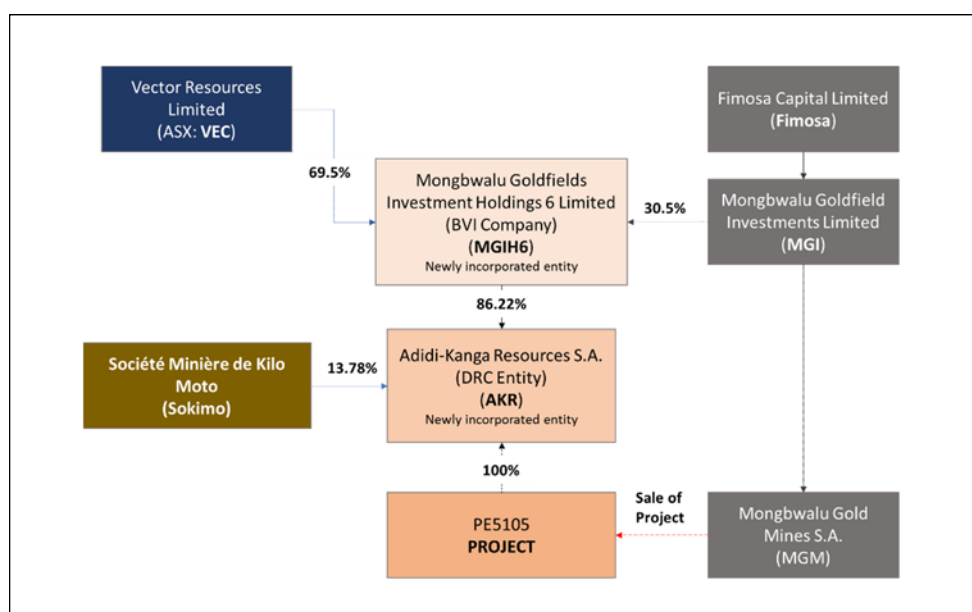 Vector Resources
Limited
(ASX: VEC)
Fimosa Capital Limited
(Fimosa)
69.5%
Mongbwalu Goldfields
Investment Holdings 6 Limited
(BVI Company)
(MGIH6)
Newly incorporated entity
30.5%
Mongbwalu Goldfield
Investments Limited
(MGI)
86.22%
Société Minière de Kilo
Moto
(Sokimo)
13.78%
Adidi-Kanga Resources S.A.
(DRC Entity)
(AKR)
Newly incorporated entity
100%
PE5105
PROJECT
Sale of
Project
Mongbwalu Gold
Mines S.A.
(MGM)